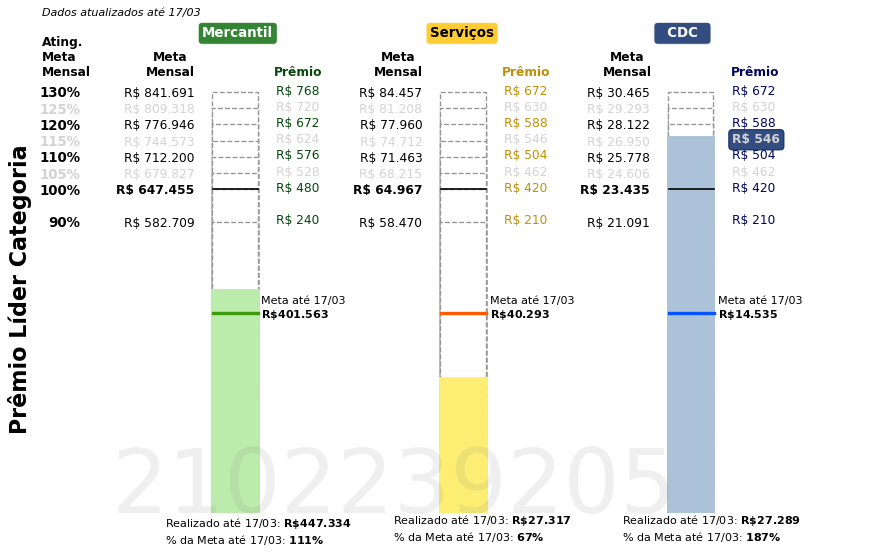 Dados atualizados até 17/03
Mercantil Serviços CDC
Ating. Meta Mensal
Meta Mensal Prêmio Meta Mensal Prêmio Meta Mensal Prêmio
130% R$ 841.691 R$ 768 R$ 84.457 R$ 672 R$ 30.465 R$ 672
125% R$ 809.318 R$ 720 R$ 81.208 R$ 630 R$ 29.293 R$ 630
120% R$ 776.946 R$ 672 R$ 77.960 R$ 588 R$ 28.122 R$ 588
115% R$ 744.573 R$ 624 R$ 74.712 R$ 546 R$ 26.950 R$ 546
110% R$ 712.200 R$ 576 R$ 71.463 R$ 504 R$ 25.778 R$ 504
105% R$ 679.827 R$ 528 R$ 68.215 R$ 462 R$ 24.606 R$ 462
100% R$ 647.455 R$ 480 R$ 64.967 R$ 420 R$ 23.435 R$ 420
90% R$ 582.709 R$ 240 R$ 58.470 R$ 210 R$ 21.091 R$ 210
Prêmio Líder Categoria
Meta até 17/03 Meta até 17/03 Meta até 17/03
R$401.563 R$40.293 R$14.535
2102239205
Realizado até 17/03: R$447.334 Realizado até 17/03: R$27.317 Realizado até 17/03: R$27.289
% da Meta até 17/03: 111% % da Meta até 17/03: 67% % da Meta até 17/03: 187%